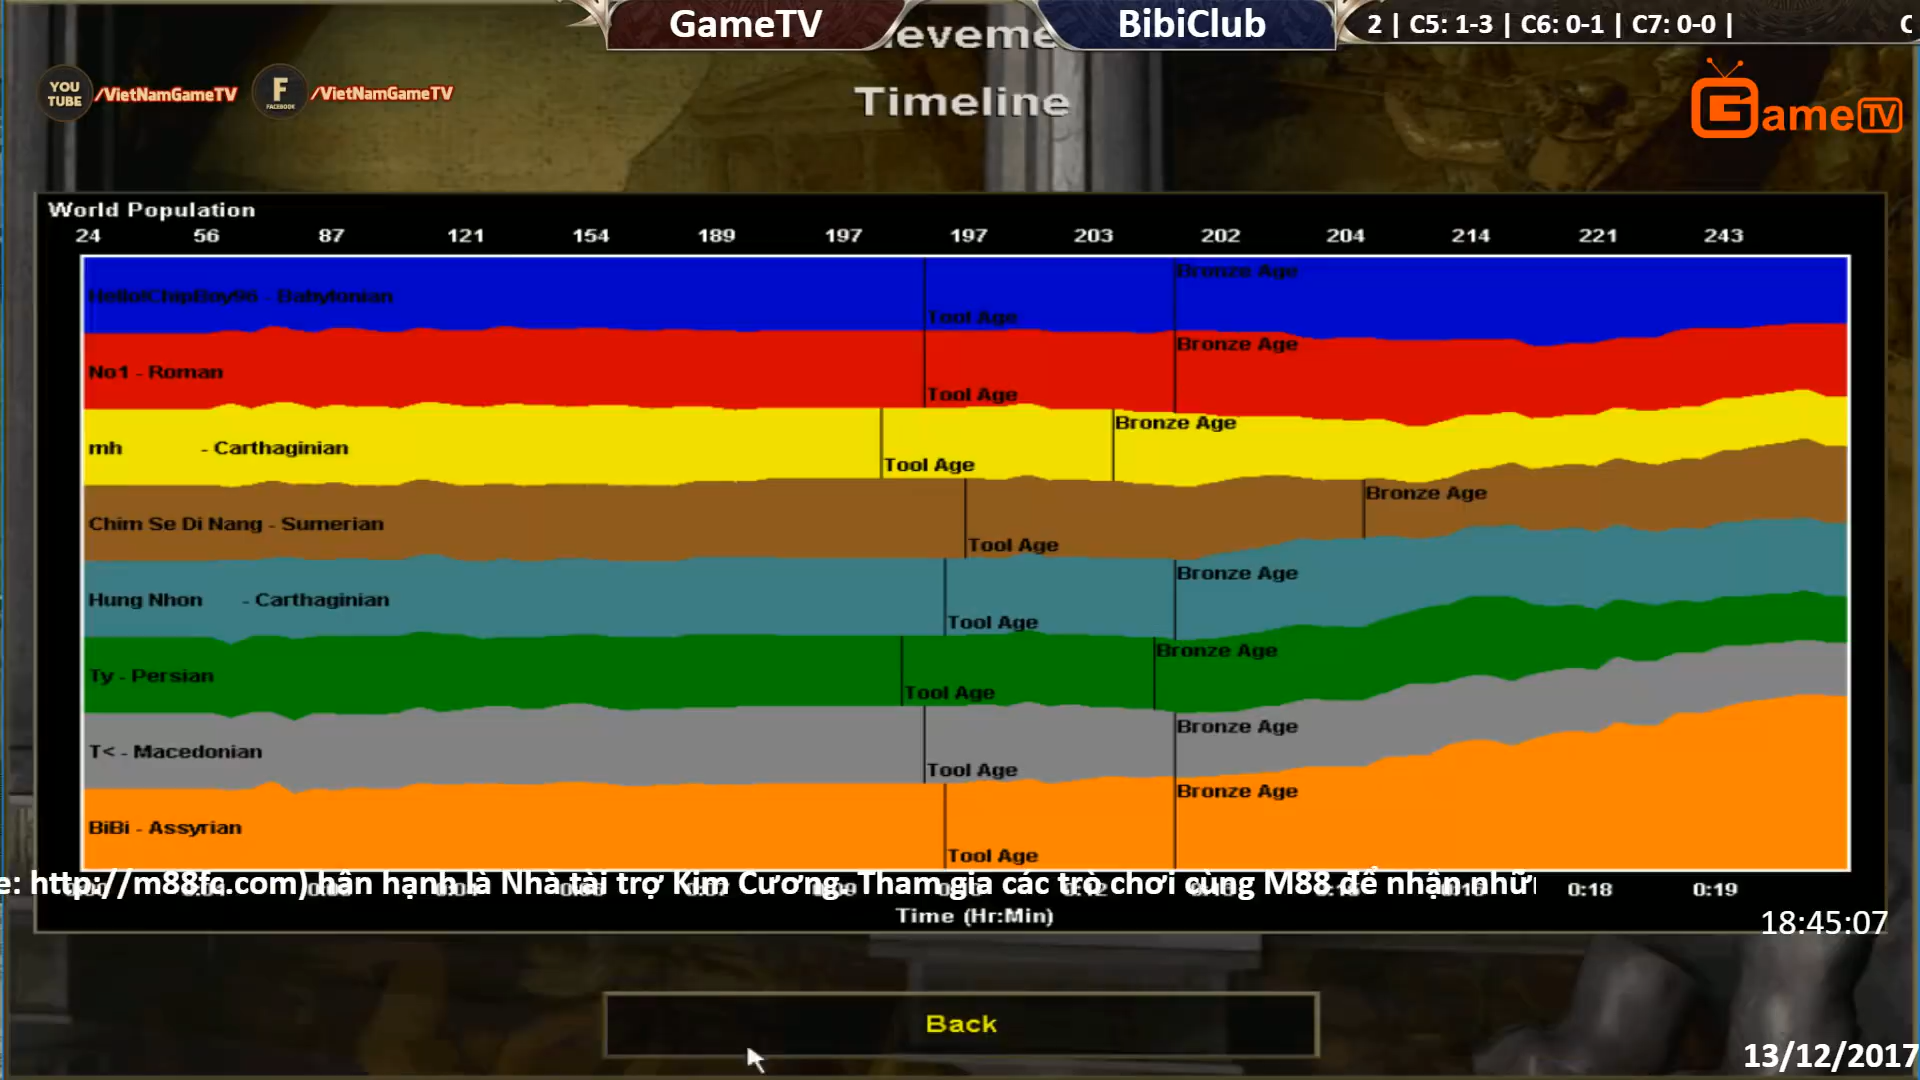 GameTV
BibiClub
2 | C5: 1-3 | C6: 0-1 | C7: 0-0 |
C
eveme
Timeline
YOU TUBE /VietNamGameTV
F FACEBOOK /VietNamGameTV
GameTV
World Population
24 56 87 121 154 189 197 197 203 202 204 214 221 243
Hello!ChipBoy96 - Babylonian
Tool Age
Bronze Age
No1 - Roman
Tool Age
Bronze Age
mh - Carthaginian
Tool Age
Bronze Age
Chim Se Di Nang - Sumerian
Tool Age
Bronze Age
Hung Nhon - Carthaginian
Tool Age
Bronze Age
Ty - Persian
Tool Age
Bronze Age
T< - Macedonian
Tool Age
Bronze Age
BiBi - Assyrian
Tool Age
Bronze Age
e: http://m88fc.com) hân hạnh là Nhà tài trợ Kim Cương. Tham gia các trò chơi cùng M88 để nhận nhữ
0:18 0:19
Time (Hr:Min)
18:45:07
Back
13/12/2017